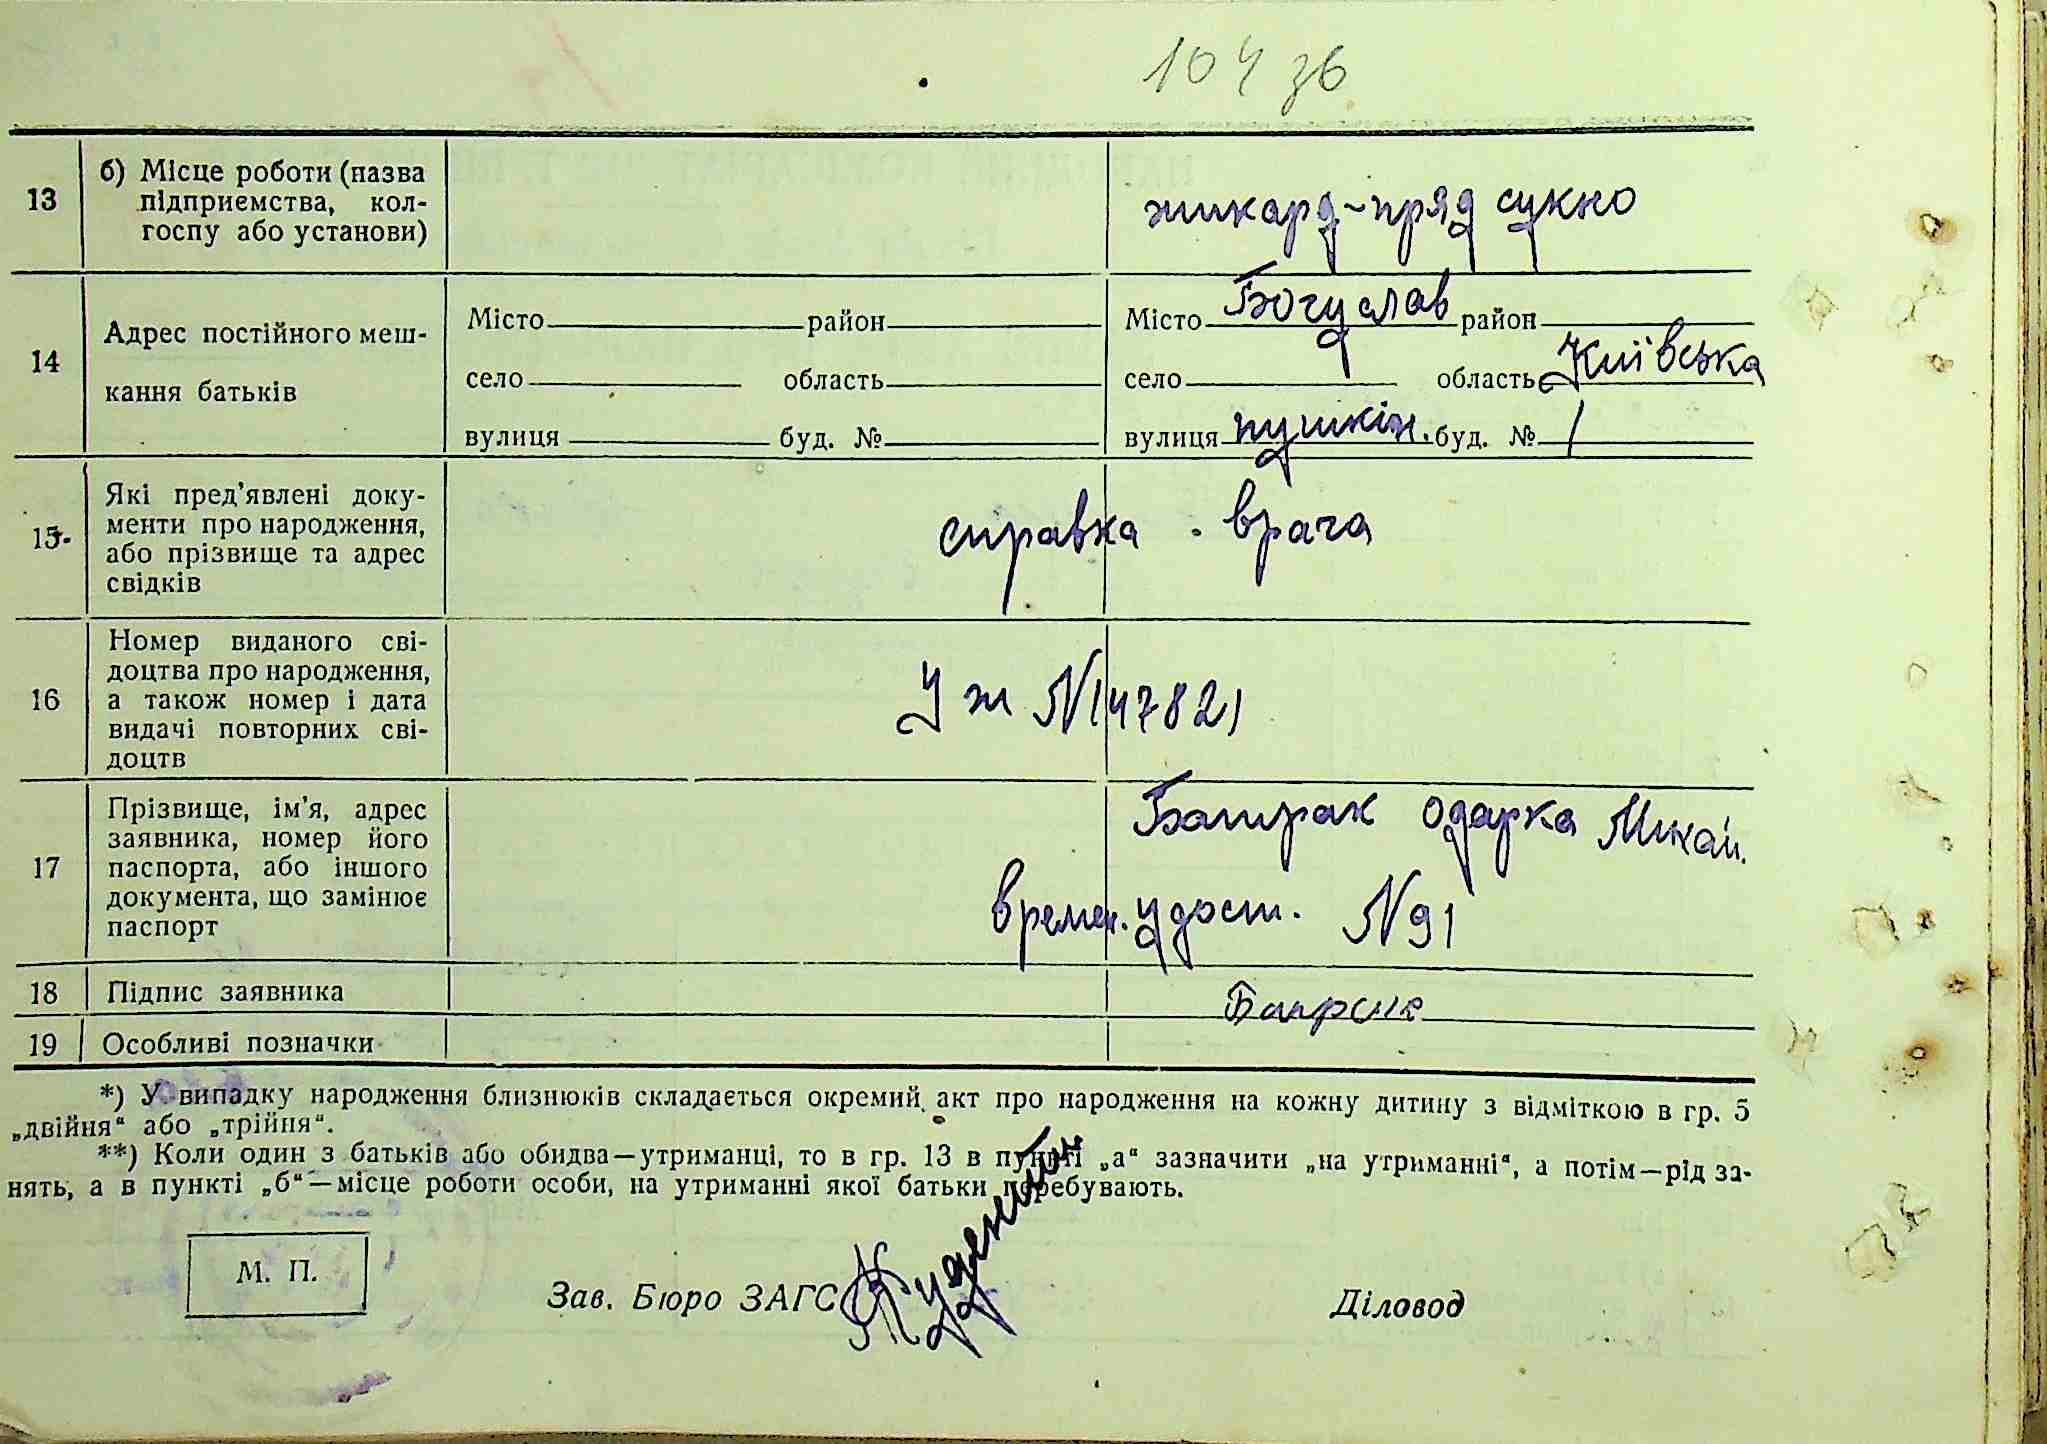 104 зв
13
б) Місце роботи (назва
підприємства, кол-
госпу або установи)
жикард-пряд сукно
14
Адрес постійного меш-
кання батьків
Місто район
Місто Богуслав район
село область
село область Київська
вулиця буд. №
вулиця пушкін. буд. № 1
15.
Які пред’явлені доку-
менти про народження,
або прізвище та адрес
свідків
справка врача
16
Номер виданого сві-
доцтва про народження,
а також номер і дата
видачі повторних сві-
доцтв
У ж N147821
17
Прізвище, ім’я, адрес
заявника, номер його
паспорта, або іншого
документа, що замінює
паспорт
Батрак Одарка Михай.
времен. удост. N91
18
Підпис заявника
Батрак
19
Особливі позначки
*) У випадку народження близнюків складається окремий акт про народження на кожну дитину з відміткою в гр. 5
„двійня“ або „трійня“.
**) Коли один з батьків або обидва—утриманці, то в гр. 13 в пункті „а“ зазначити „на утриманні“, а потім—рід за-
нять, а в пункті „б“—місце роботи особи, на утриманні якої батьки перебувають.
М. П.
Зав. Бюро ЗАГС
Діловод